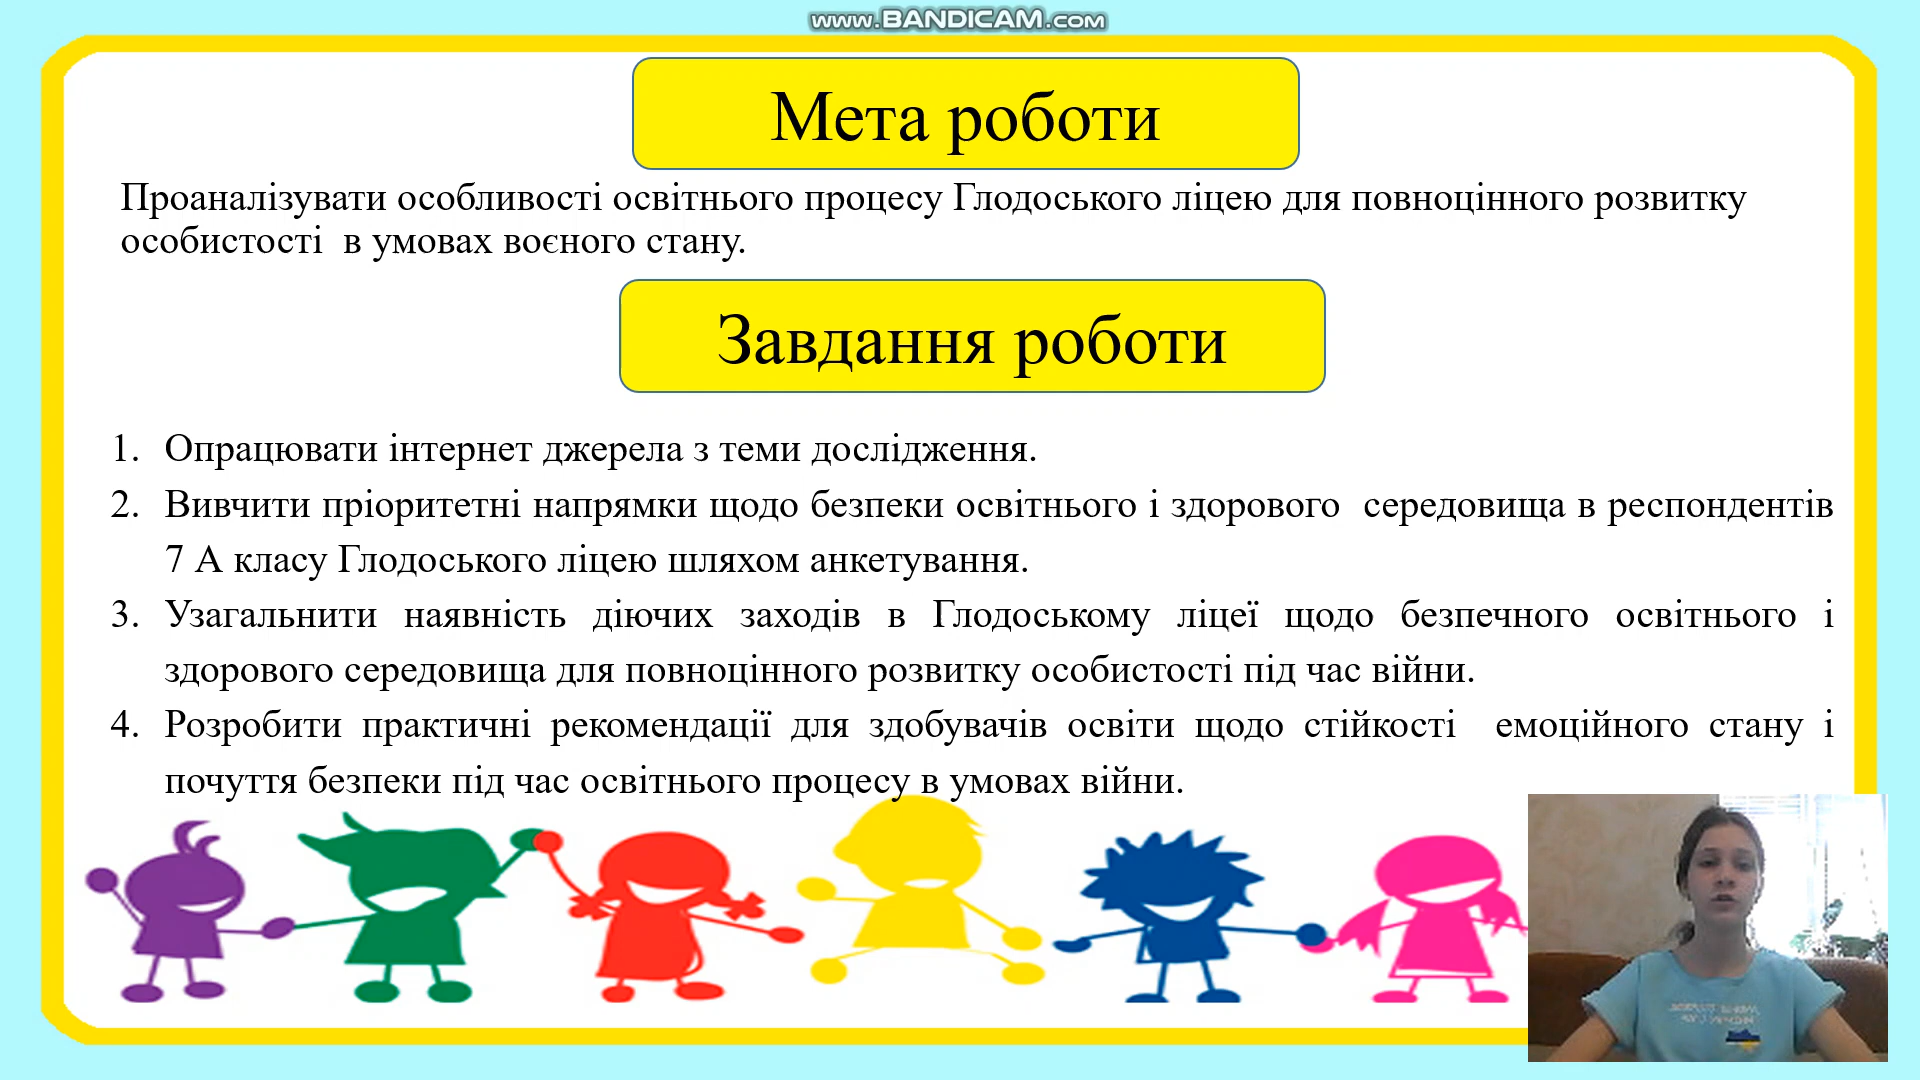 www.BANDICAM.com
Мета роботи
Проаналізувати особливості освітнього процесу Глодоського ліцею для повноцінного розвитку
особистості в умовах воєного стану.
Завдання роботи
1. Опрацювати інтернет джерела з теми дослідження.
2. Вивчити пріоритетні напрямки щодо безпеки освітнього і здорового середовища в респондентів
7 А класу Глодоського ліцею шляхом анкетування.
3. Узагальнити наявність діючих заходів в Глодоському ліцеї щодо безпечного освітнього і
здорового середовища для повноцінного розвитку особистості під час війни.
4. Розробити практичні рекомендації для здобувачів освіти щодо стійкості емоційного стану і
почуття безпеки під час освітнього процесу в умовах війни.